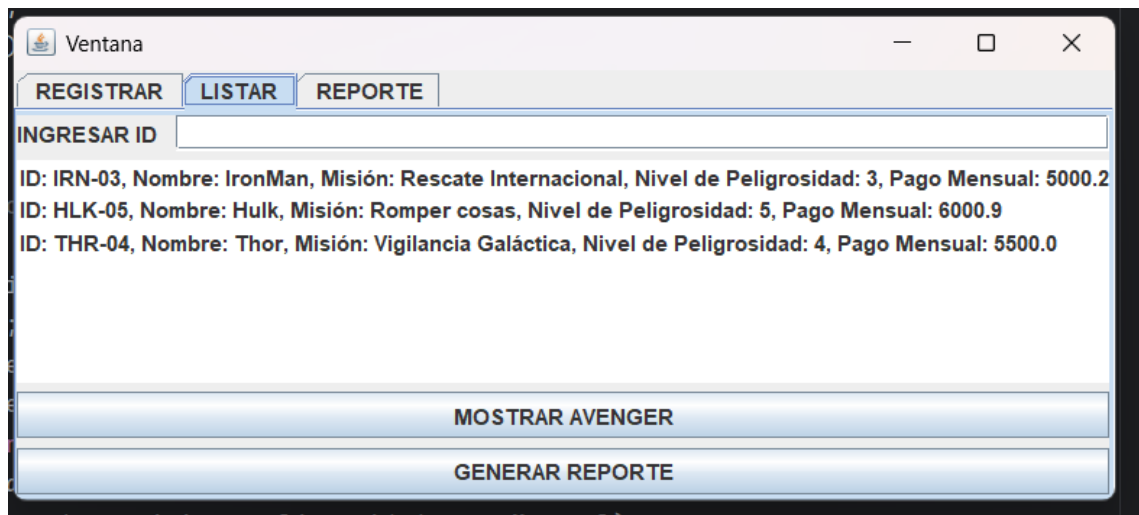 Ventana
REGISTRAR LISTAR REPORTE
INGRESAR ID
ID: IRN-03, Nombre: IronMan, Misión: Rescate Internacional, Nivel de Peligrosidad: 3, Pago Mensual: 5000.2
ID: HLK-05, Nombre: Hulk, Misión: Romper cosas, Nivel de Peligrosidad: 5, Pago Mensual: 6000.9
ID: THR-04, Nombre: Thor, Misión: Vigilancia Galáctica, Nivel de Peligrosidad: 4, Pago Mensual: 5500.0
MOSTRAR AVENGER
GENERAR REPORTE